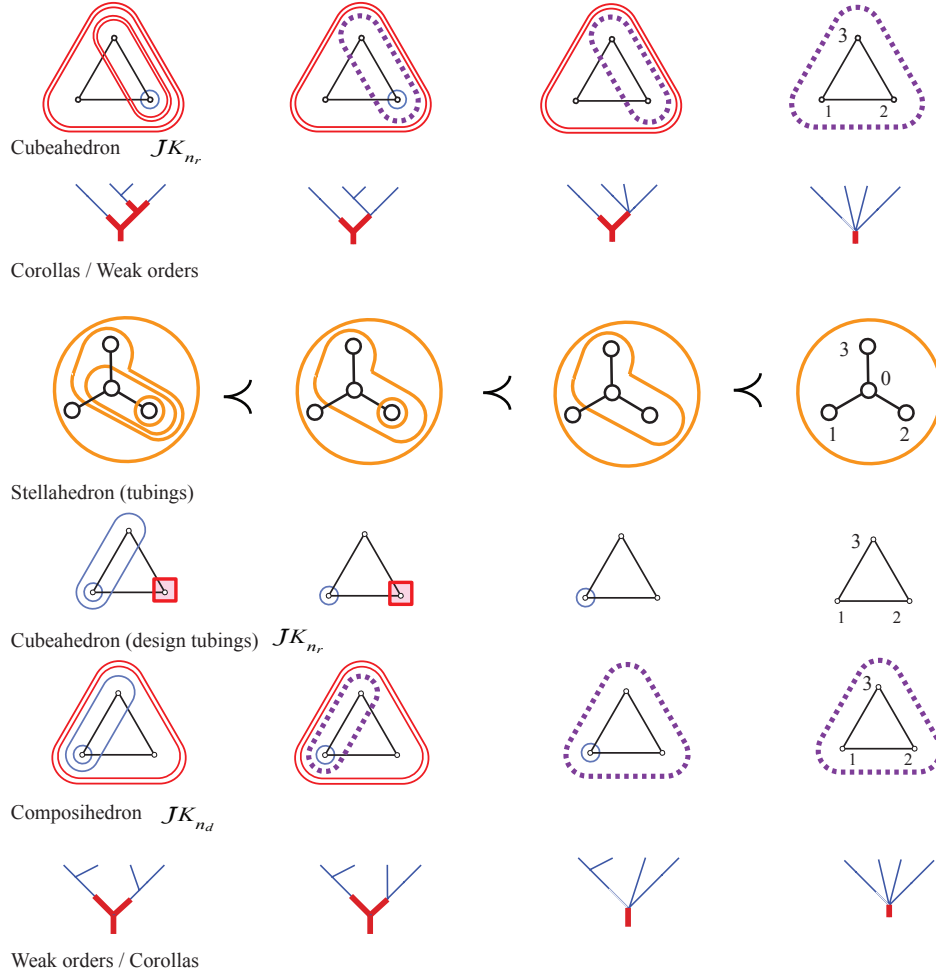 3
1 2
Cubeahedron JK_{n_r}
Corollas / Weak orders
≺ ≺ ≺
3
0
1 2
Stellahedron (tubings)
3
1 2
Cubeahedron (design tubings) JK_{n_r}
3
1 2
Composihedron JK_{n_d}
Weak orders / Corollas